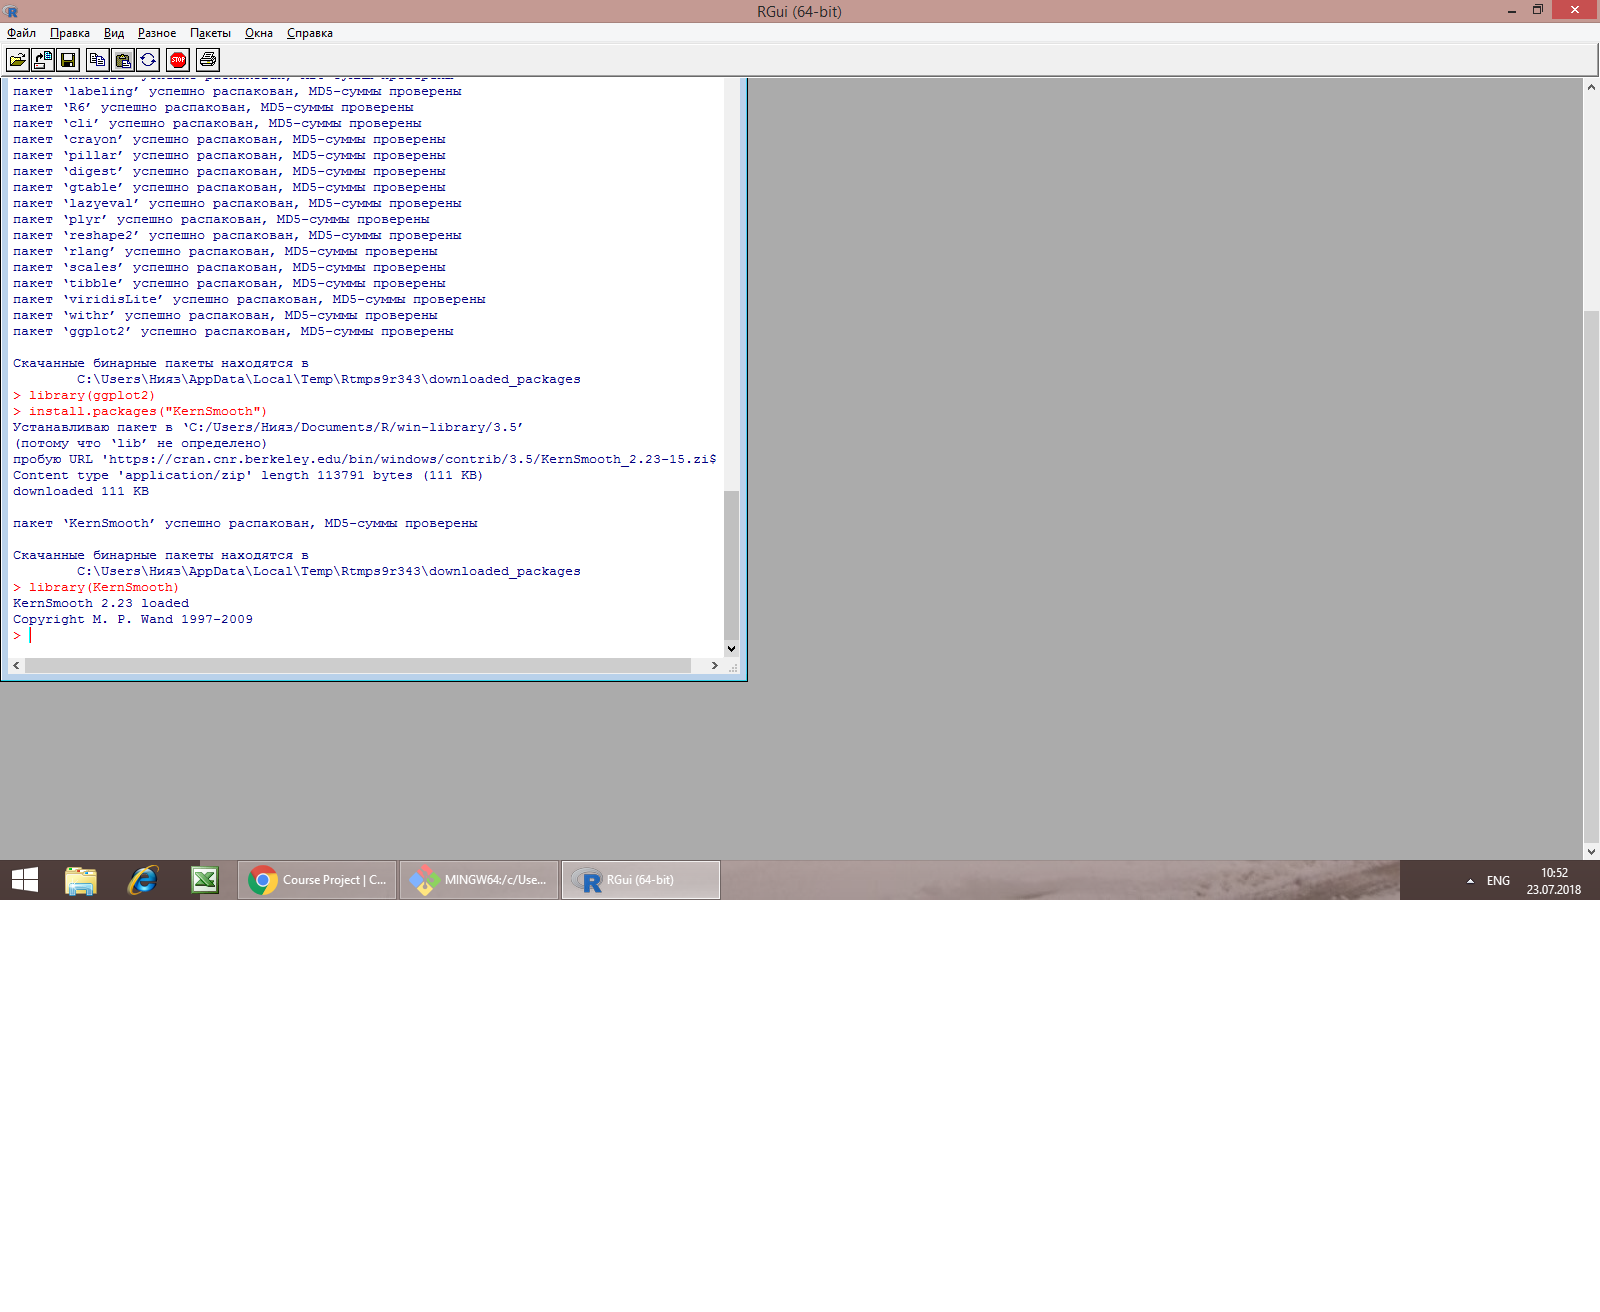 RGui (64-bit)
Файл Правка Вид Разное Пакеты Окна Справка
STOP
пакет ‘labeling’ успешно распакован, MD5-суммы проверены
пакет ‘R6’ успешно распакован, MD5-суммы проверены
пакет ‘cli’ успешно распакован, MD5-суммы проверены
пакет ‘crayon’ успешно распакован, MD5-суммы проверены
пакет ‘pillar’ успешно распакован, MD5-суммы проверены
пакет ‘digest’ успешно распакован, MD5-суммы проверены
пакет ‘gtable’ успешно распакован, MD5-суммы проверены
пакет ‘lazyeval’ успешно распакован, MD5-суммы проверены
пакет ‘plyr’ успешно распакован, MD5-суммы проверены
пакет ‘reshape2’ успешно распакован, MD5-суммы проверены
пакет ‘rlang’ успешно распакован, MD5-суммы проверены
пакет ‘scales’ успешно распакован, MD5-суммы проверены
пакет ‘tibble’ успешно распакован, MD5-суммы проверены
пакет ‘viridisLite’ успешно распакован, MD5-суммы проверены
пакет ‘withr’ успешно распакован, MD5-суммы проверены
пакет ‘ggplot2’ успешно распакован, MD5-суммы проверены
Скачанные бинарные пакеты находятся в
C:\Users\Нияз\AppData\Local\Temp\Rtmps9r343\downloaded_packages
> library(ggplot2)
> install.packages("KernSmooth")
Устанавливаю пакет в ‘C:/Users/Нияз/Documents/R/win-library/3.5’
(потому что ‘lib’ не определено)
пробую URL 'https://cran.cnr.berkeley.edu/bin/windows/contrib/3.5/KernSmooth_2.23-15.zi$
Content type 'application/zip' length 113791 bytes (111 KB)
downloaded 111 KB
пакет ‘KernSmooth’ успешно распакован, MD5-суммы проверены
Скачанные бинарные пакеты находятся в
C:\Users\Нияз\AppData\Local\Temp\Rtmps9r343\downloaded_packages
> library(KernSmooth)
KernSmooth 2.23 loaded
Copyright M. P. Wand 1997-2009
>
Course Project | C... MINGW64:/c/Use... RGui (64-bit) ENG 10:52
23.07.2018